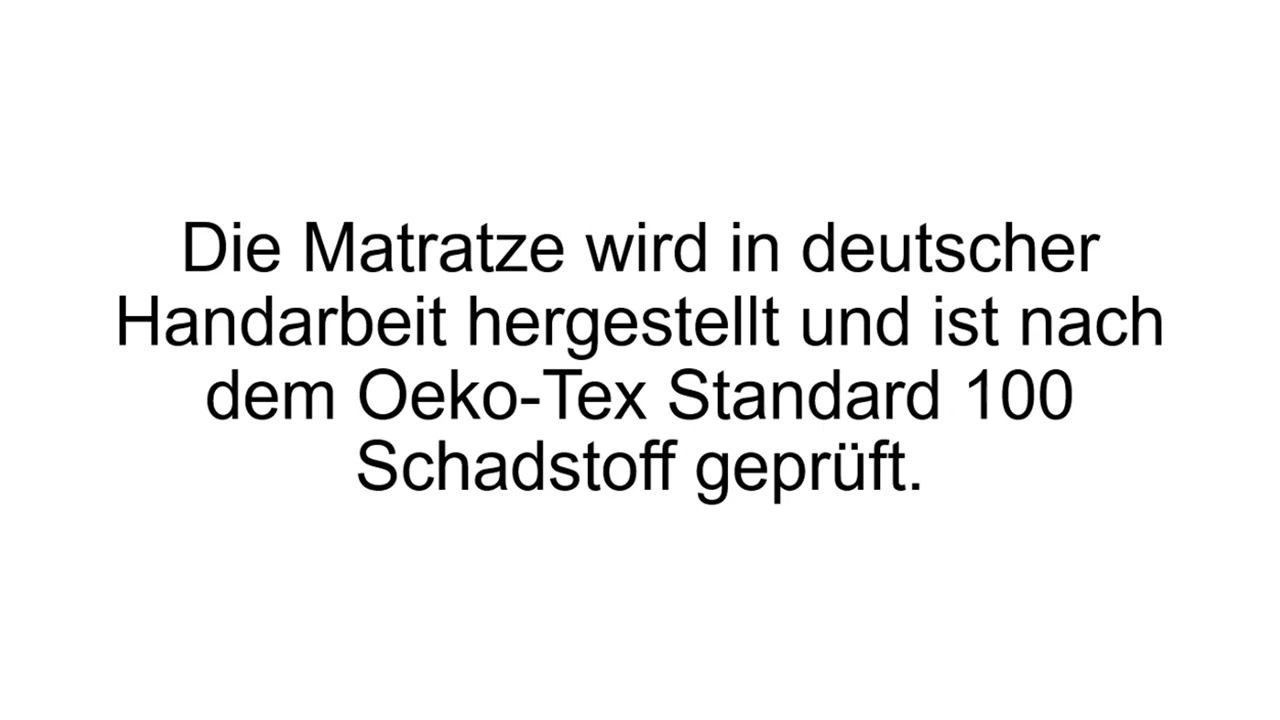 Die Matratze wird in deutscher
Handarbeit hergestellt und ist nach
dem Oeko-Tex Standard 100
Schadstoff geprüft.